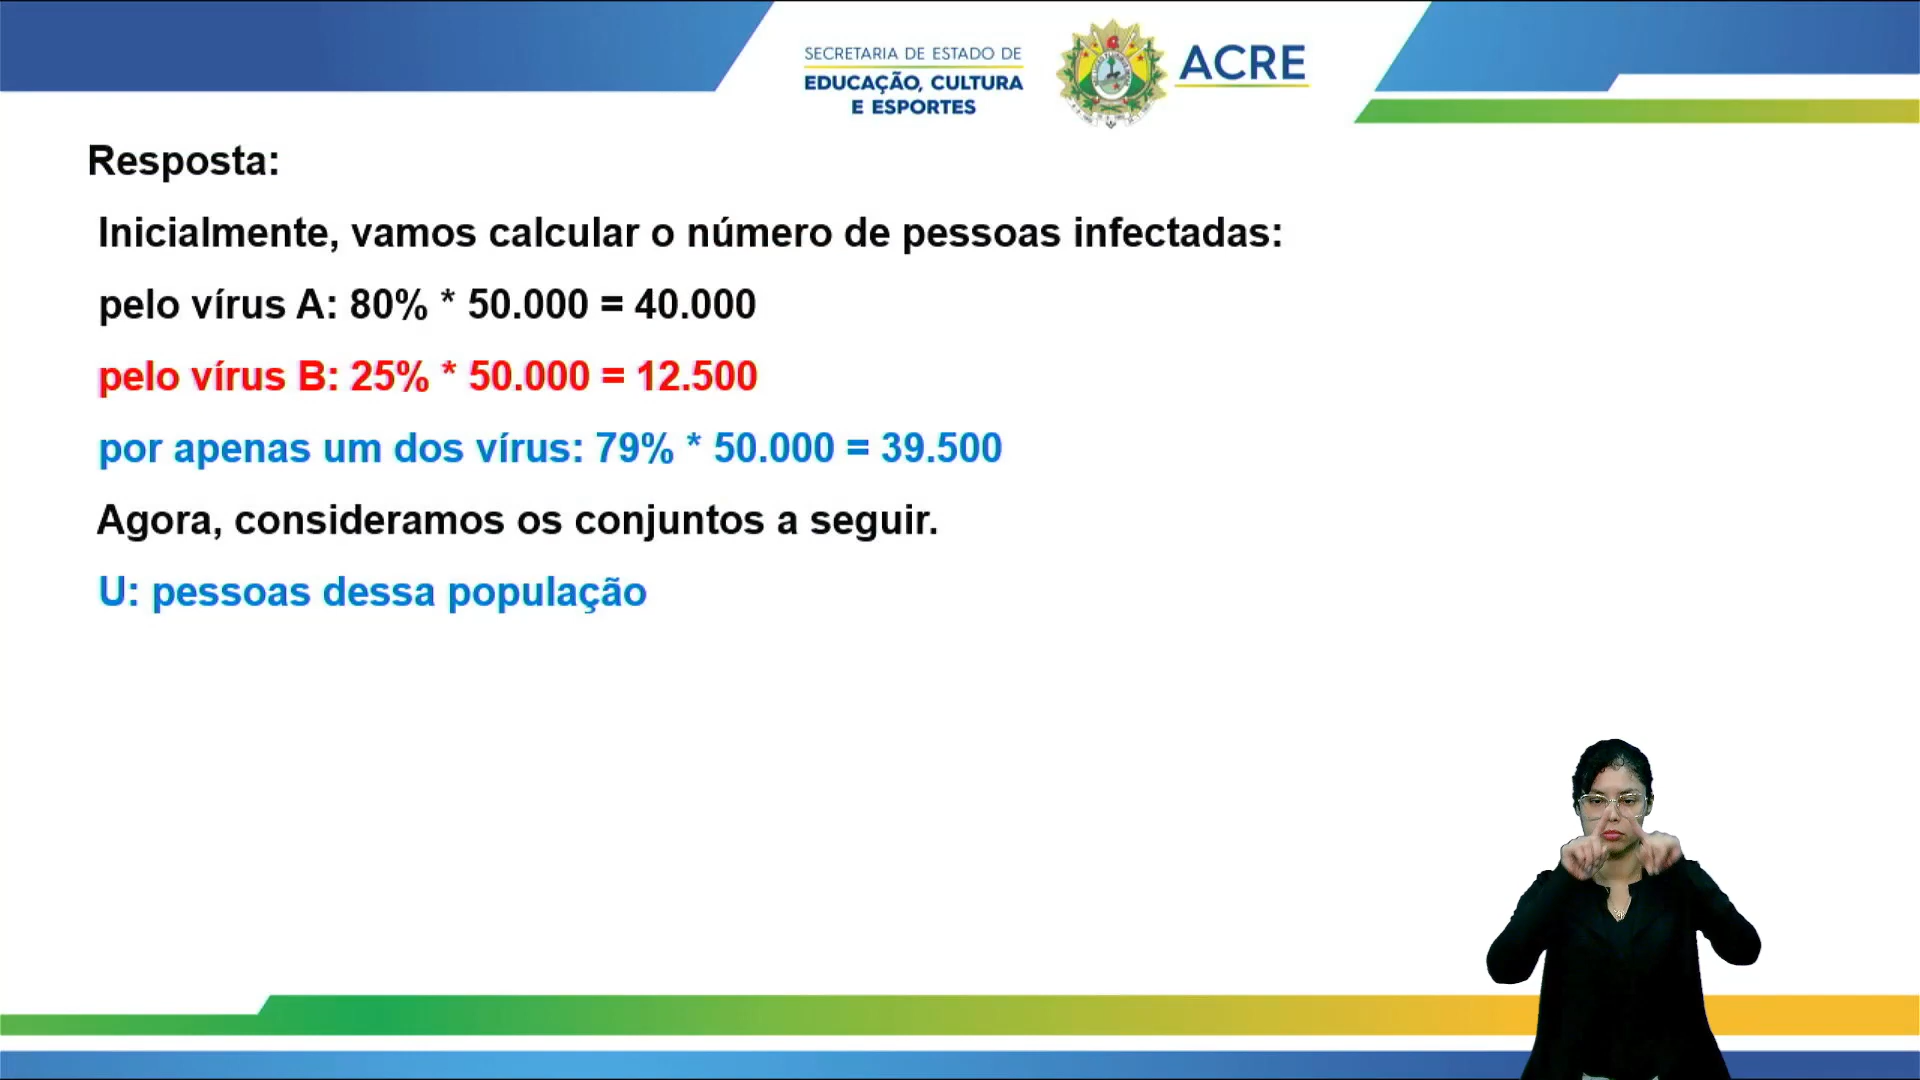 SECRETARIA DE ESTADO DE
EDUCAÇÃO, CULTURA
E ESPORTES
ACRE
Resposta:
Inicialmente, vamos calcular o número de pessoas infectadas:
pelo vírus A: 80% * 50.000 = 40.000
pelo vírus B: 25% * 50.000 = 12.500
por apenas um dos vírus: 79% * 50.000 = 39.500
Agora, consideramos os conjuntos a seguir.
U: pessoas dessa população